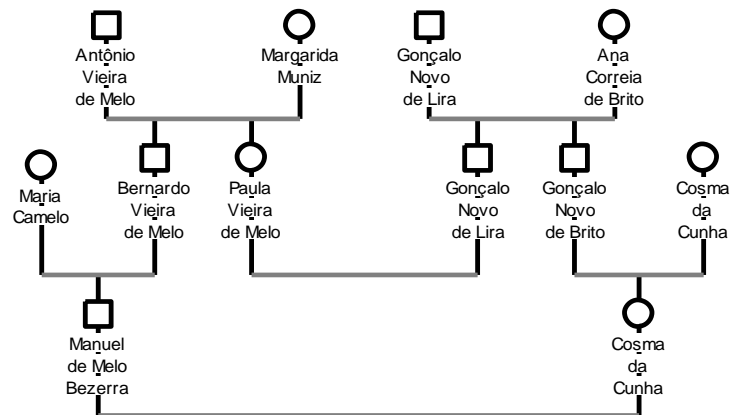 Antônio
Vieira
de Melo
Margarida
Muniz
Gonçalo
Novo
de Lira
Ana
Correia
de Brito
Maria
Camelo
Bernardo
Vieira
de Melo
Paula
Vieira
de Melo
Gonçalo
Novo
de Lira
Gonçalo
Novo
de Brito
Cosma
da
Cunha
Manuel
de Melo
Bezerra
Cosma
da
Cunha